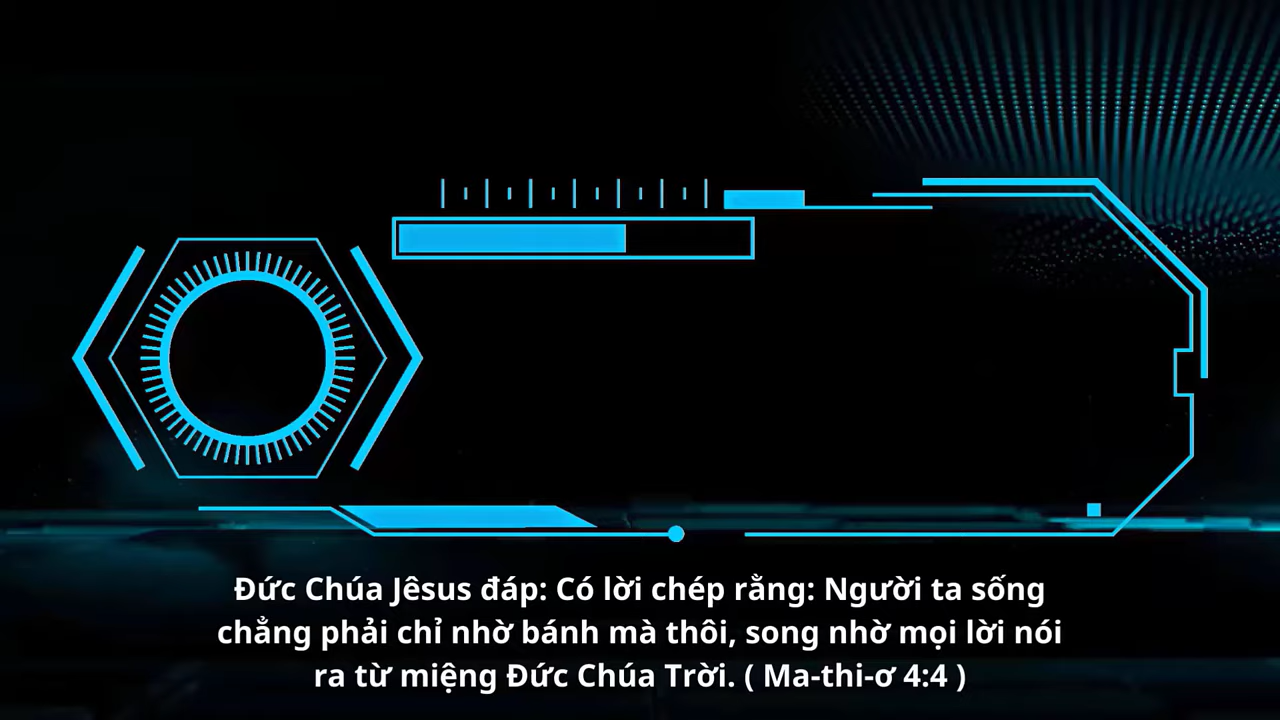 Đức Chúa Jêsus đáp: Có lời chép rằng: Người ta sống
chẳng phải chỉ nhờ bánh mà thôi, song nhờ mọi lời nói
ra từ miệng Đức Chúa Trời. ( Ma-thi-ơ 4:4 )